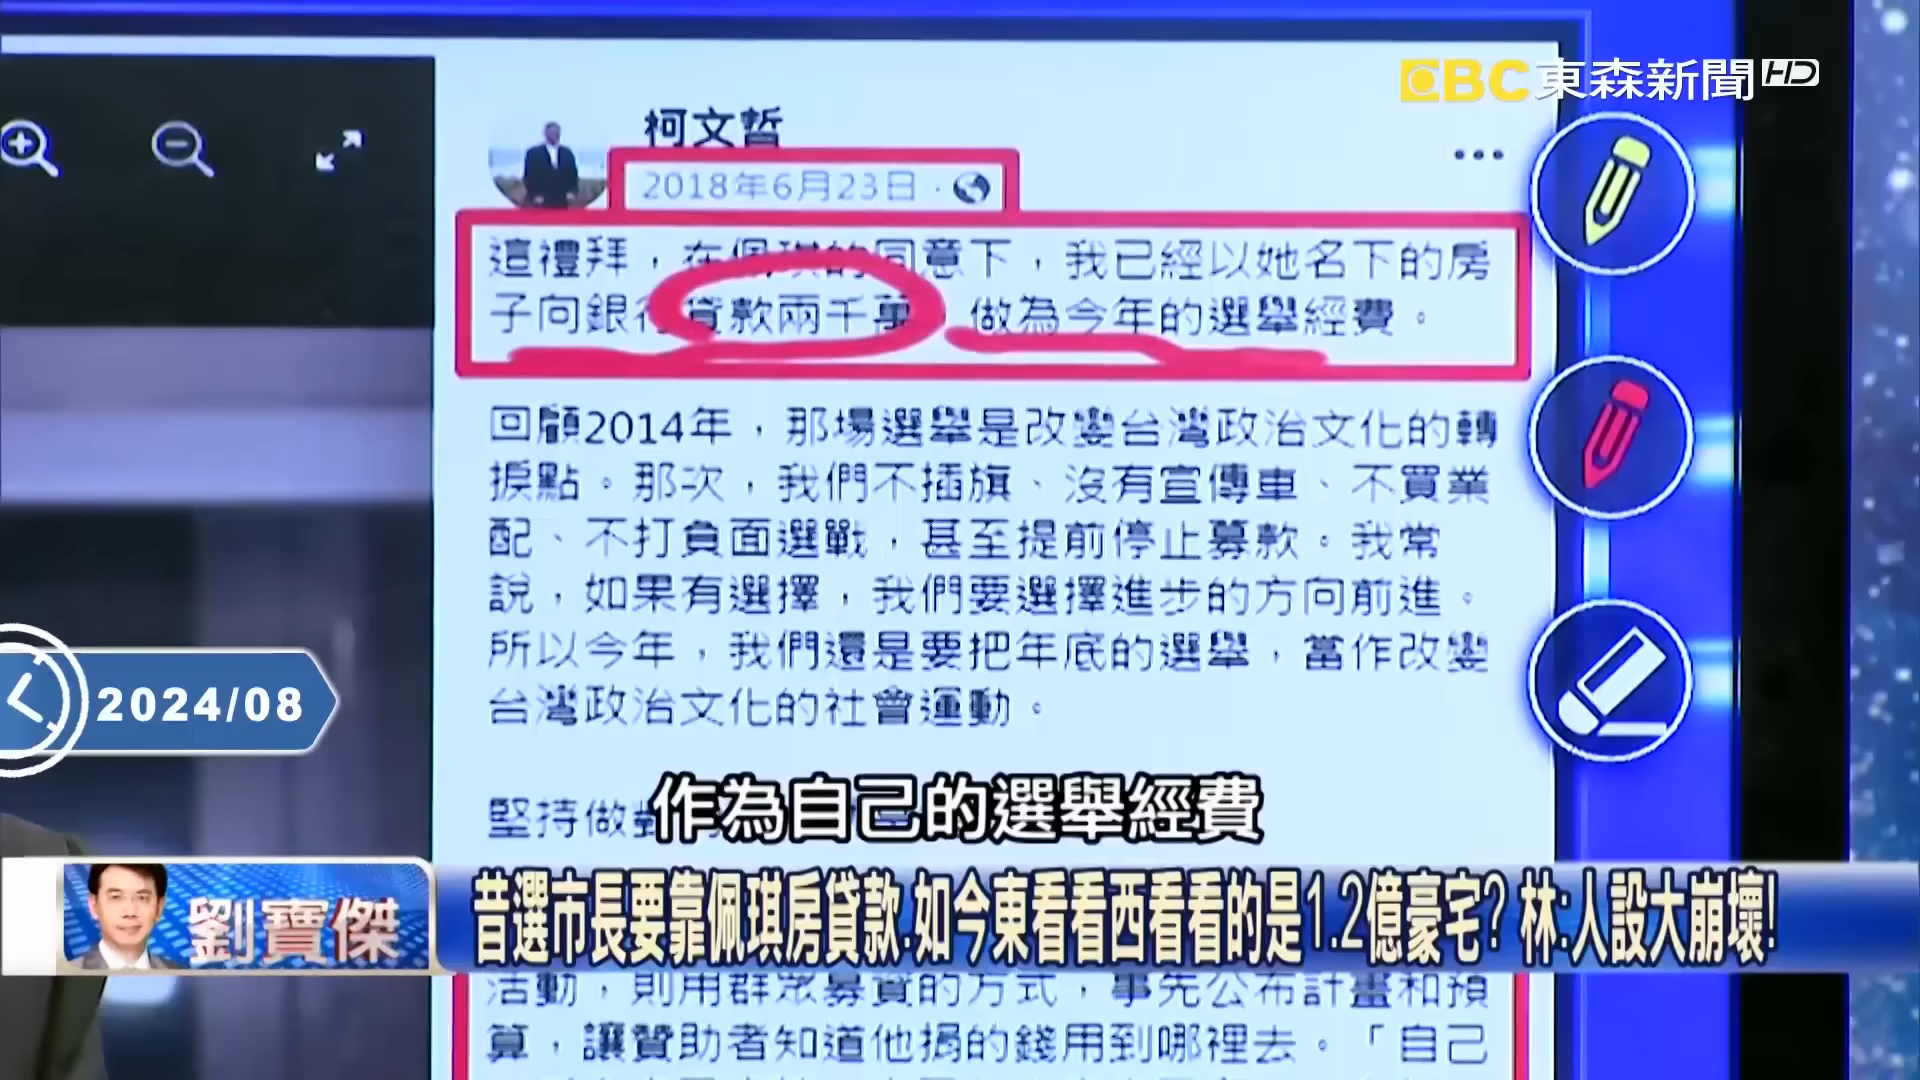 EBC東森新聞HD
柯文哲
2018年6月23日
這禮拜，在佩琪的同意下，我已經以她名下的房
子向銀行貸款兩千萬，做為今年的選舉經費。
回顧2014年，那場選舉是改變台灣政治文化的轉
捩點。那次，我們不插旗、沒有宣傳車、不買業
配、不打負面選戰，甚至提前停止募款。我常
說，如果有選擇，我們要選擇進步的方向前進。
所以今年，我們還是要把年底的選舉，當作改變
台灣政治文化的社會運動。
2024/08
堅持做
作為自己的選舉經費
劉寶傑
昔選市長要靠佩琪房貸款.如今東看看西看看的是1.2億豪宅? 林:人設大崩壞!
活動，則用群眾募資的方式，事先公布計畫和預
算，讓贊助者知道他捐的錢用到哪裡去。「自己